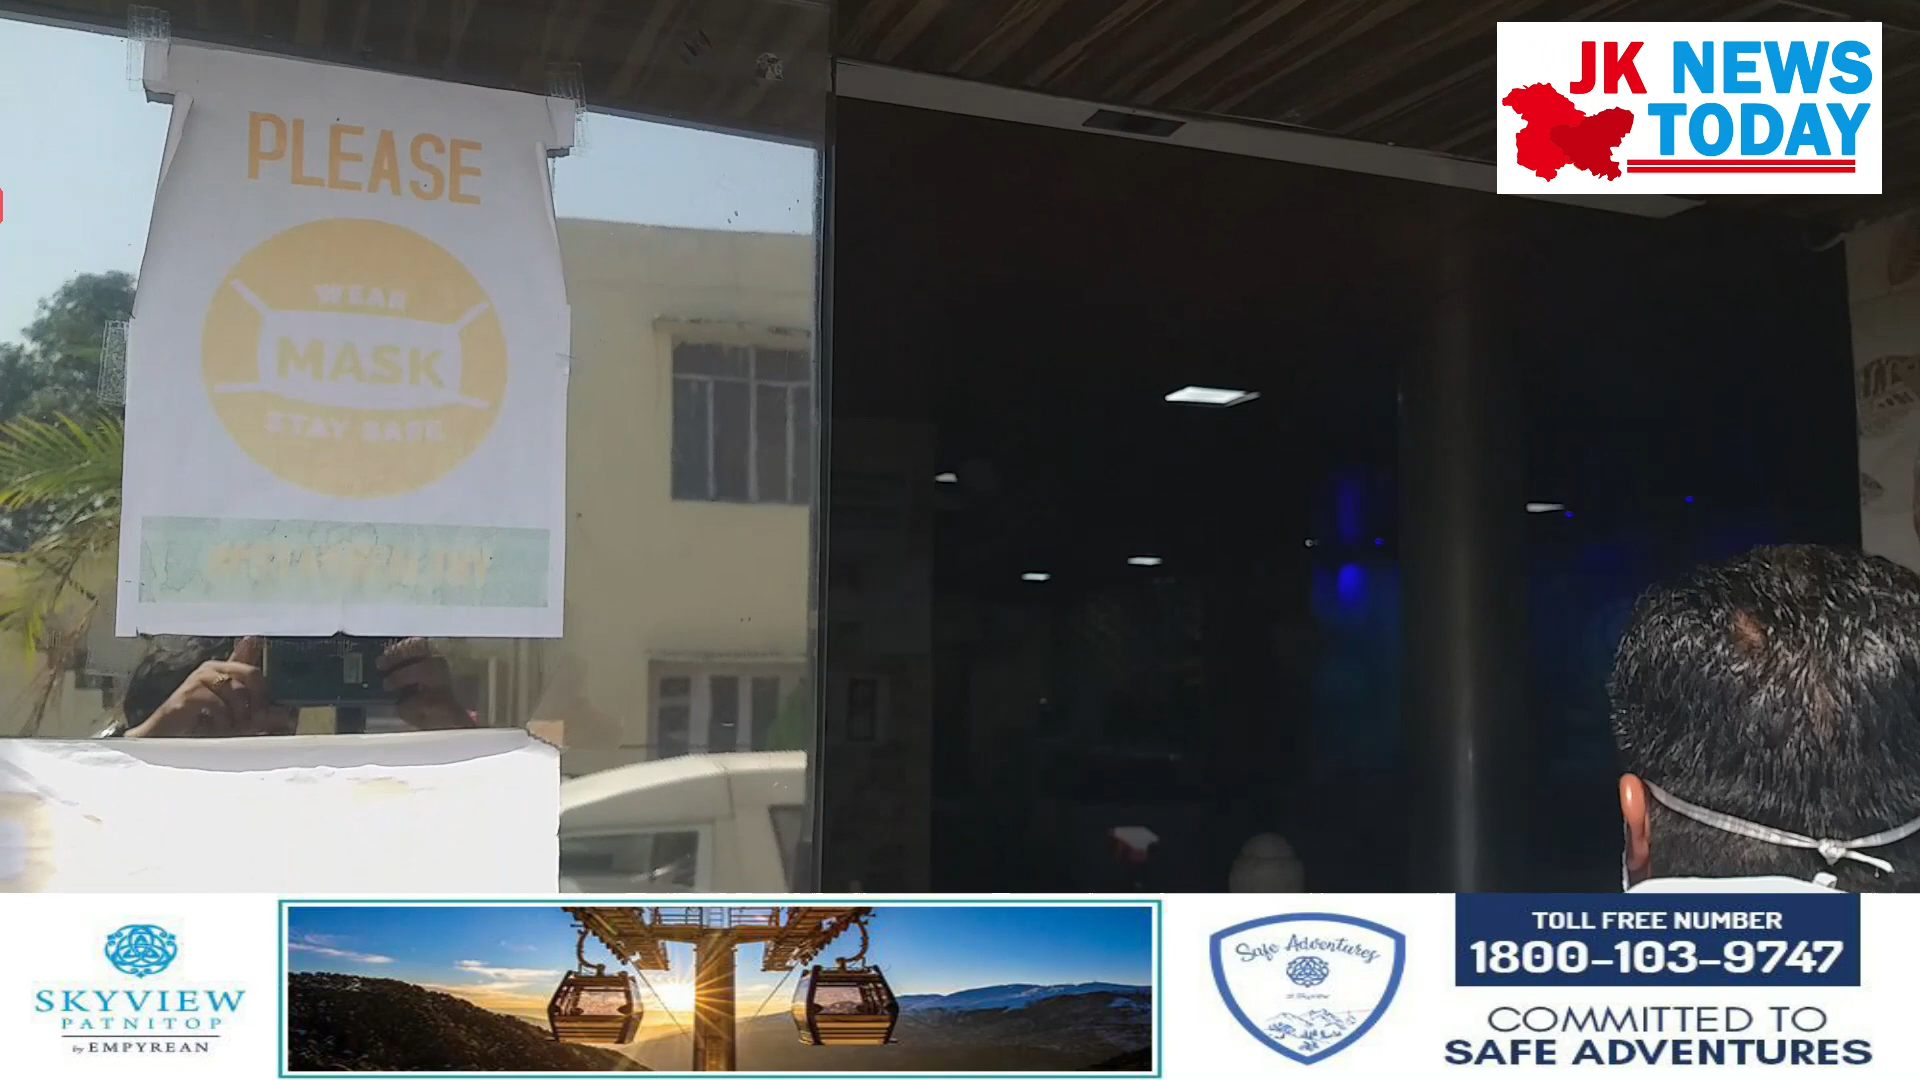 PLEASE
WEAR
MASK
STAY SAFE
JK NEWS
TODAY
SKYVIEW
PATNITOP
by EMPYREAN
Safe Adventures
TOLL FREE NUMBER
1800-103-9747
COMMITTED TO
SAFE ADVENTURES